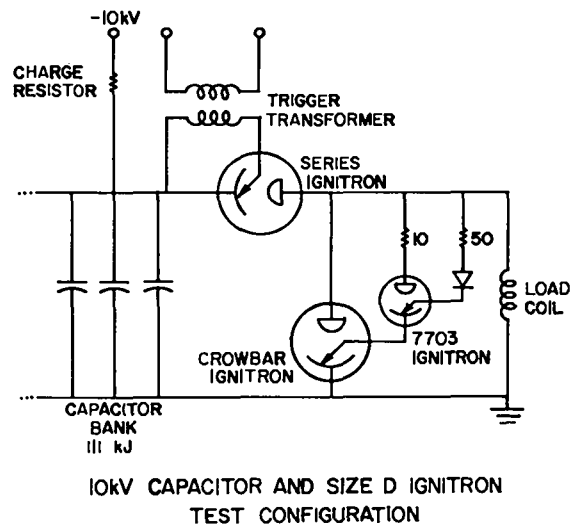 -10kV
CHARGE
RESISTOR
TRIGGER
TRANSFORMER
SERIES
IGNITRON
10
50
LOAD
COIL
7703
IGNITRON
CROWBAR
IGNITRON
CAPACITOR
BANK
111 kJ
10kV CAPACITOR AND SIZE D IGNITRON
TEST CONFIGURATION